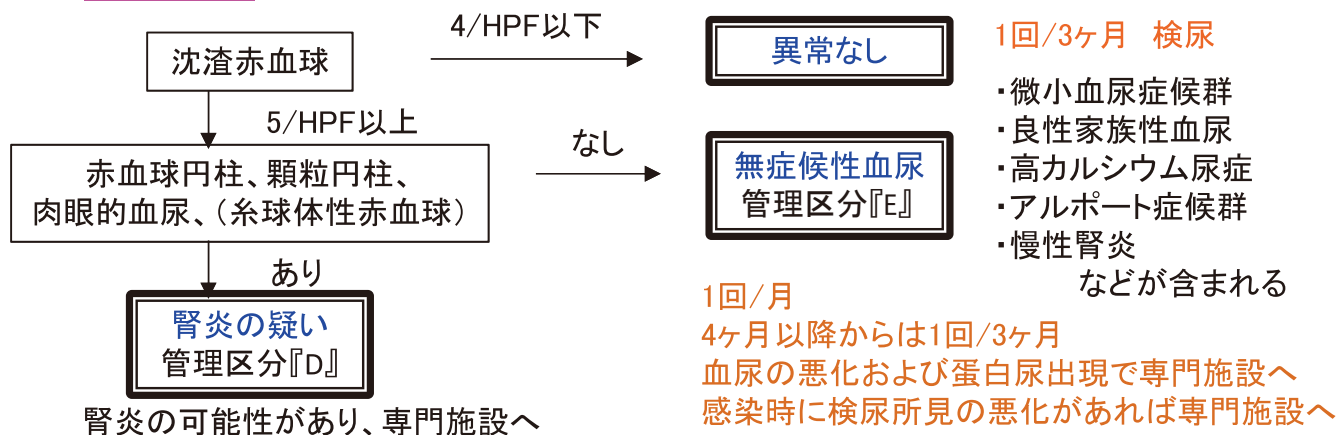 沈渣赤血球
4/HPF以下
異常なし
1回/3ヶ月 検尿
5/HPF以上
赤血球円柱、顆粒円柱、
肉眼的血尿、（糸球体性赤血球）
なし
無症候性血尿
管理区分『E』
・微小血尿症候群
・良性家族性血尿
・高カルシウム尿症
・アルポート症候群
・慢性腎炎
などが含まれる
あり
腎炎の疑い
管理区分『D』
腎炎の可能性があり、専門施設へ
1回/月
4ヶ月以降からは1回/3ヶ月
血尿の悪化および蛋白尿出現で専門施設へ
感染時に検尿所見の悪化があれば専門施設へ